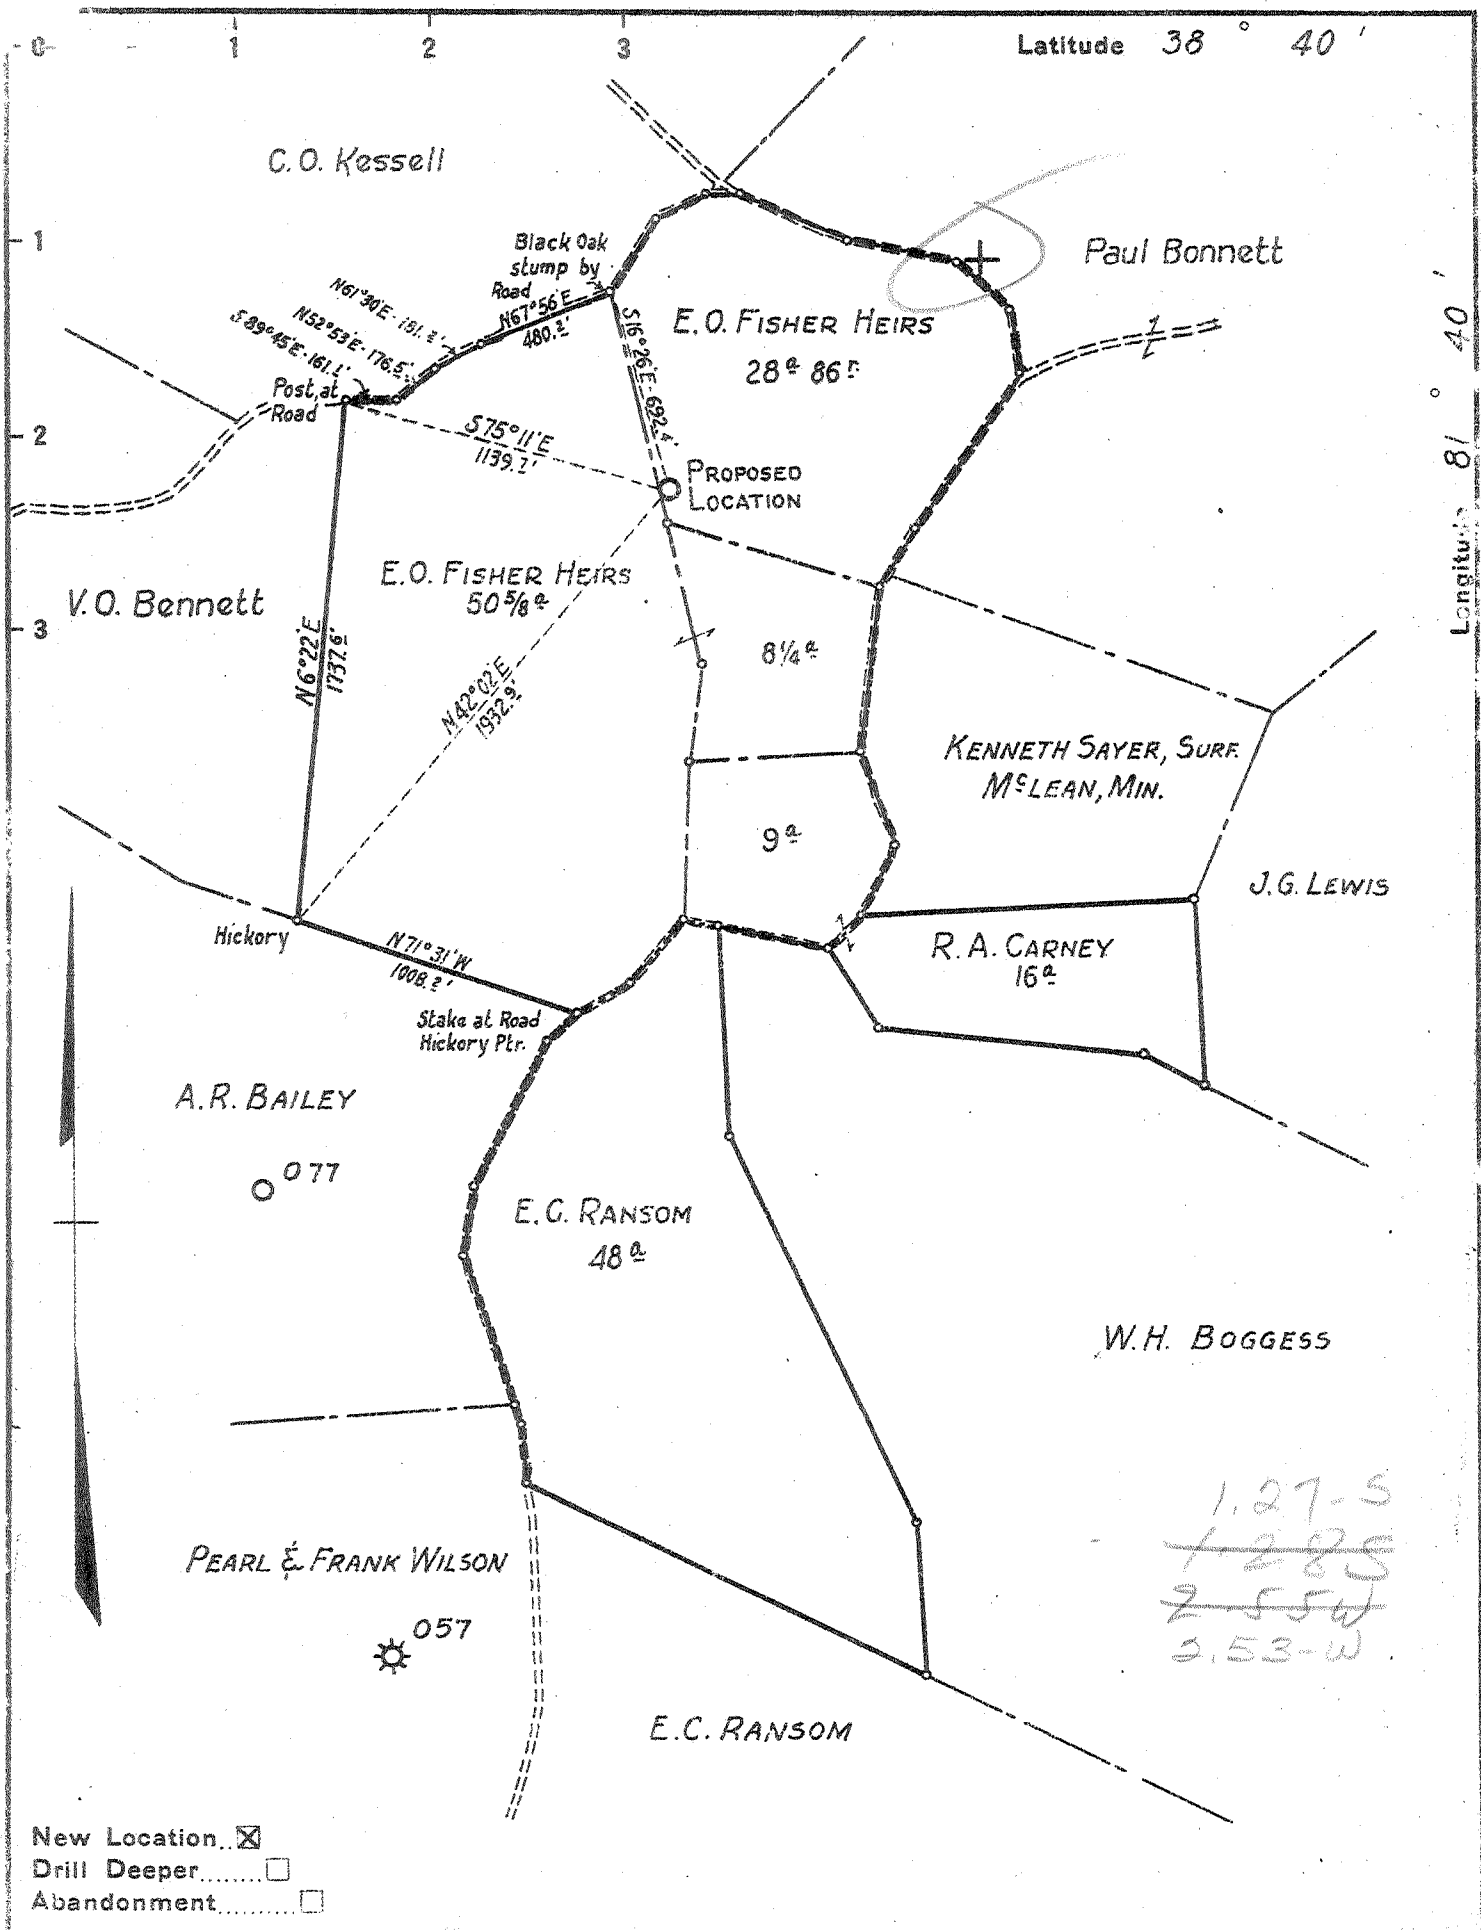 0 1 2 3 Latitude 38° 40'
C.O. Kessell
1
Black Oak
stump by
Road
Paul Bonnett
N61°30'E - 181.2'
N52°53'E - 176.5'
S89°45'E - 161.1'
N67°56'E
480.2'
S16°26'E - 692.4'
E.O. FISHER HEIRS
28a 86r
Longitude 81° 40'
Post at
Road
2
S75°11'E
1139.7'
PROPOSED
LOCATION
E.O. FISHER HEIRS
50 5/8 a
V.O. Bennett
3
N6°22'E
1737.6'
8 1/4 a
N42°02'E
1932.9'
KENNETH SAYER, SURF.
McLEAN, MIN.
9a
J.G. LEWIS
Hickory
N71°31'W
1008.2'
R.A. CARNEY
16a
Stake at Road
Hickory Ptr.
A.R. BAILEY
077
E.C. RANSOM
48a
W.H. BOGGESS
1.27-S
1.28S
2.55W
2.53-W
PEARL & FRANK WILSON
057
E.C. RANSOM
New Location..☒
Drill Deeper.......☐
Abandonment..........☐